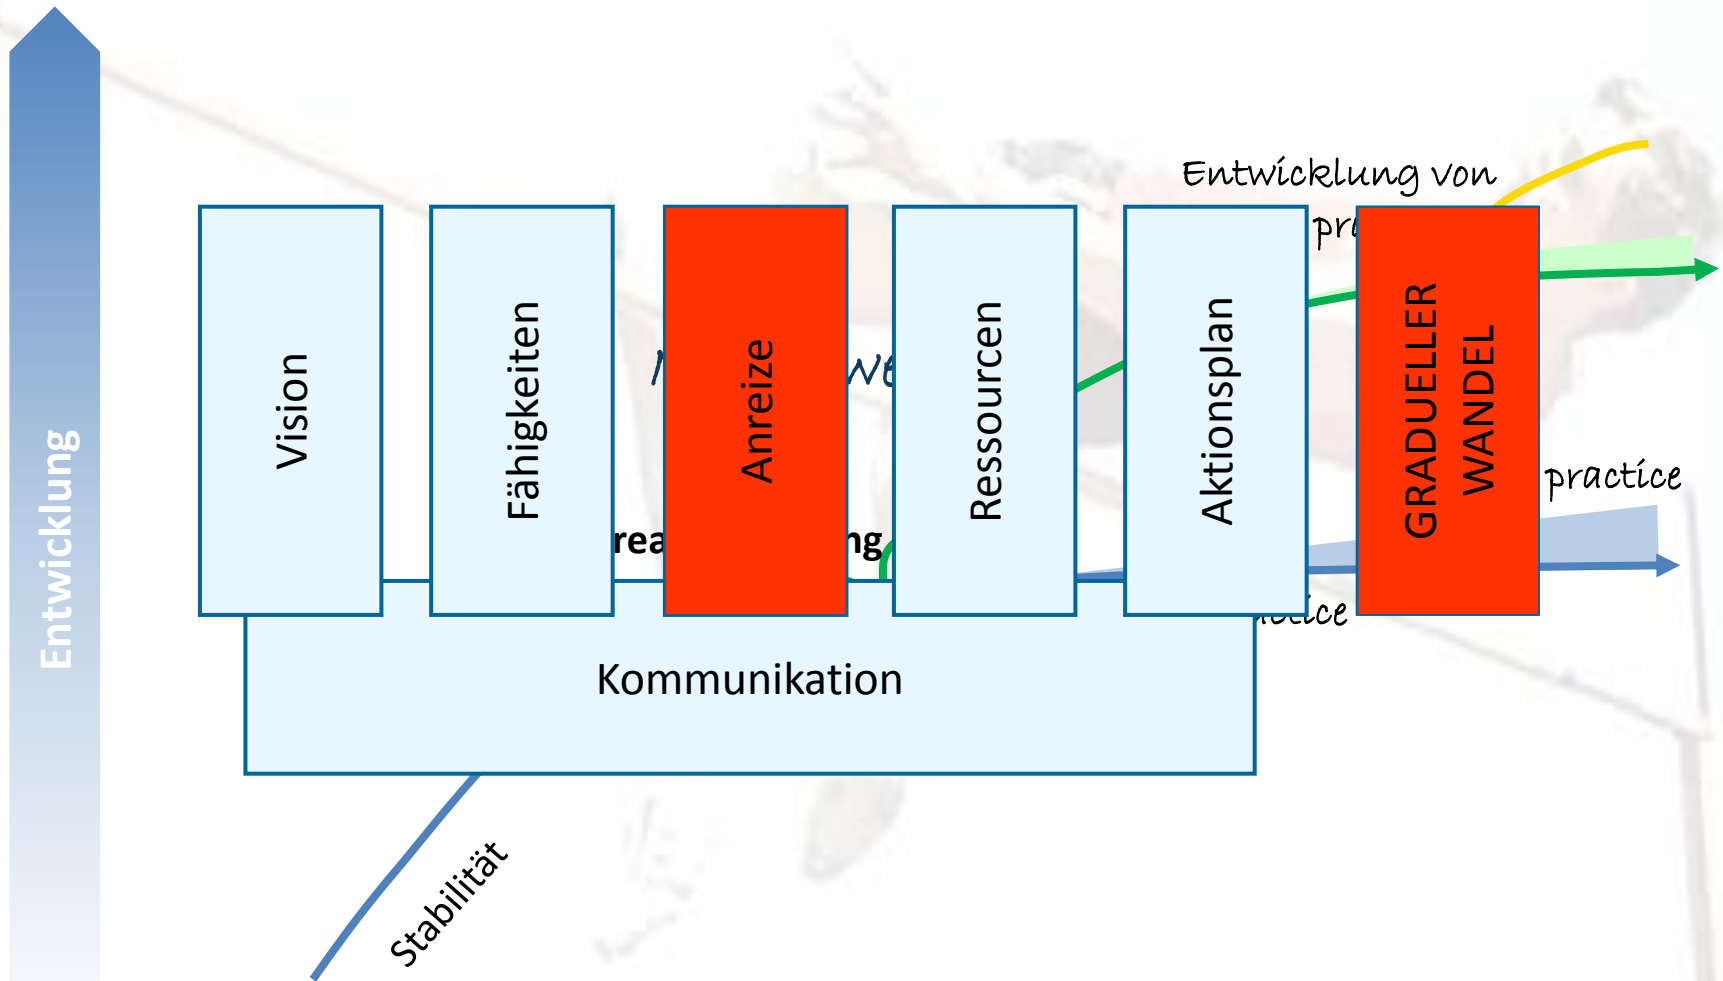 Entwicklung von
Vision
Fähigkeiten
Anreize
Ressourcen
Aktionsplan
GRADUELLER
WANDEL
practice
Kommunikation
Entwicklung
Stabilität